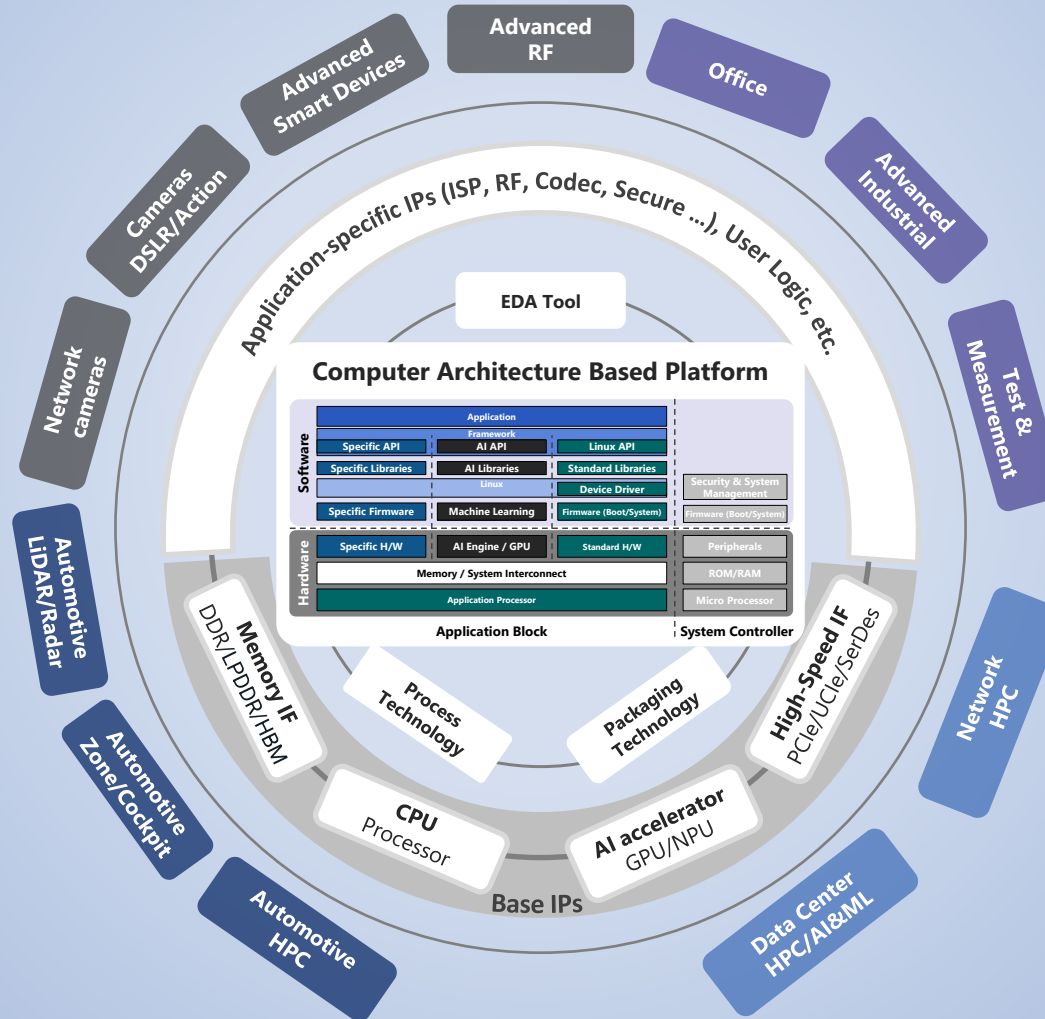 Advanced
RF
Office
Advanced
Industrial
Test &
Measurement
Network
HPC
Data Center
HPC/AI&ML
Automotive
HPC
Automotive
Zone/Cockpit
Automotive
LiDAR/Radar
Network
cameras
Cameras
DSLR/Action
Advanced
Smart Devices
Application-specific IPs (ISP, RF, Codec, Secure ...), User Logic, etc.
EDA Tool
Computer Architecture Based Platform
Software
Application
Framework
Specific API
AI API
Linux API
Specific Libraries
AI Libraries
Standard Libraries
Linux
Device Driver
Specific Firmware
Machine Learning
Firmware (Boot/System)
Security & System
Management
Firmware (Boot/System)
Hardware
Specific H/W
AI Engine / GPU
Standard H/W
Peripherals
Memory / System Interconnect
ROM/RAM
Application Processor
Micro Processor
Application Block
System Controller
Process
Technology
Packaging
Technology
Memory IF
DDR/LPDDR/HBM
CPU
Processor
AI accelerator
GPU/NPU
High-Speed IF
PCIe/UCIe/SerDes
Base IPs